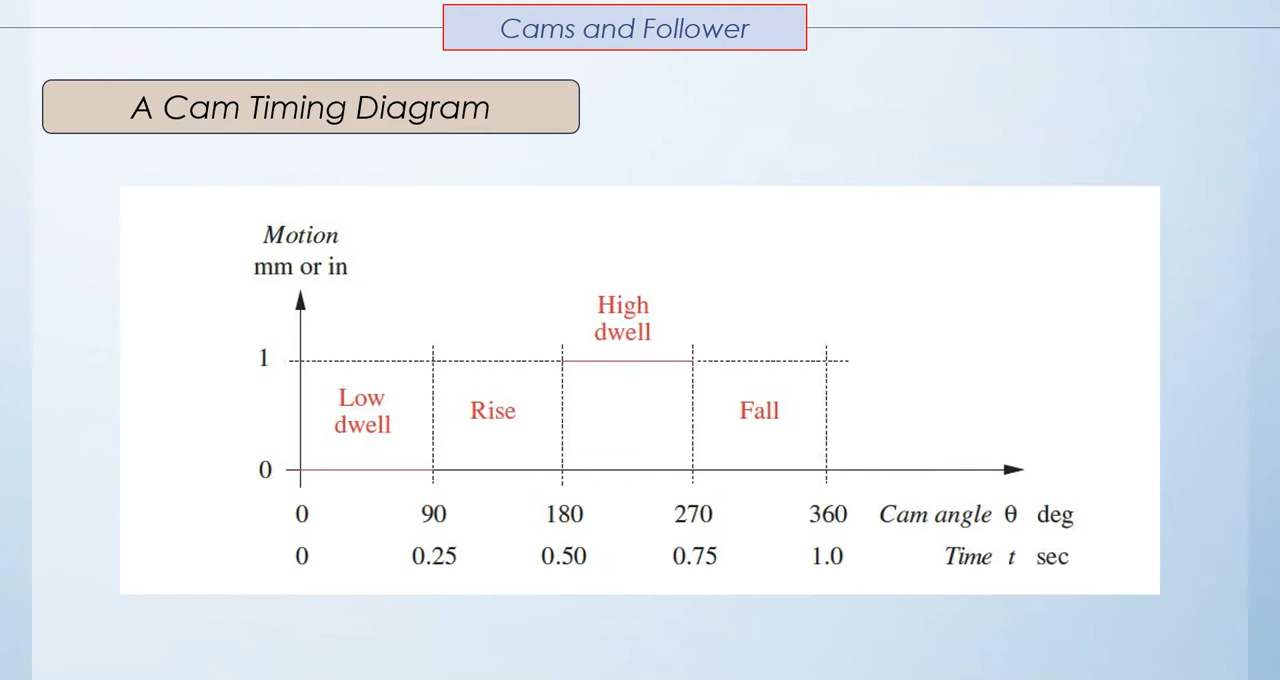 Cams and Follower
A Cam Timing Diagram
Motion
mm or in
High
dwell
1
Low
dwell
Rise
Fall
0
0 90 180 270 360 Cam angle θ deg
0 0.25 0.50 0.75 1.0 Time t sec